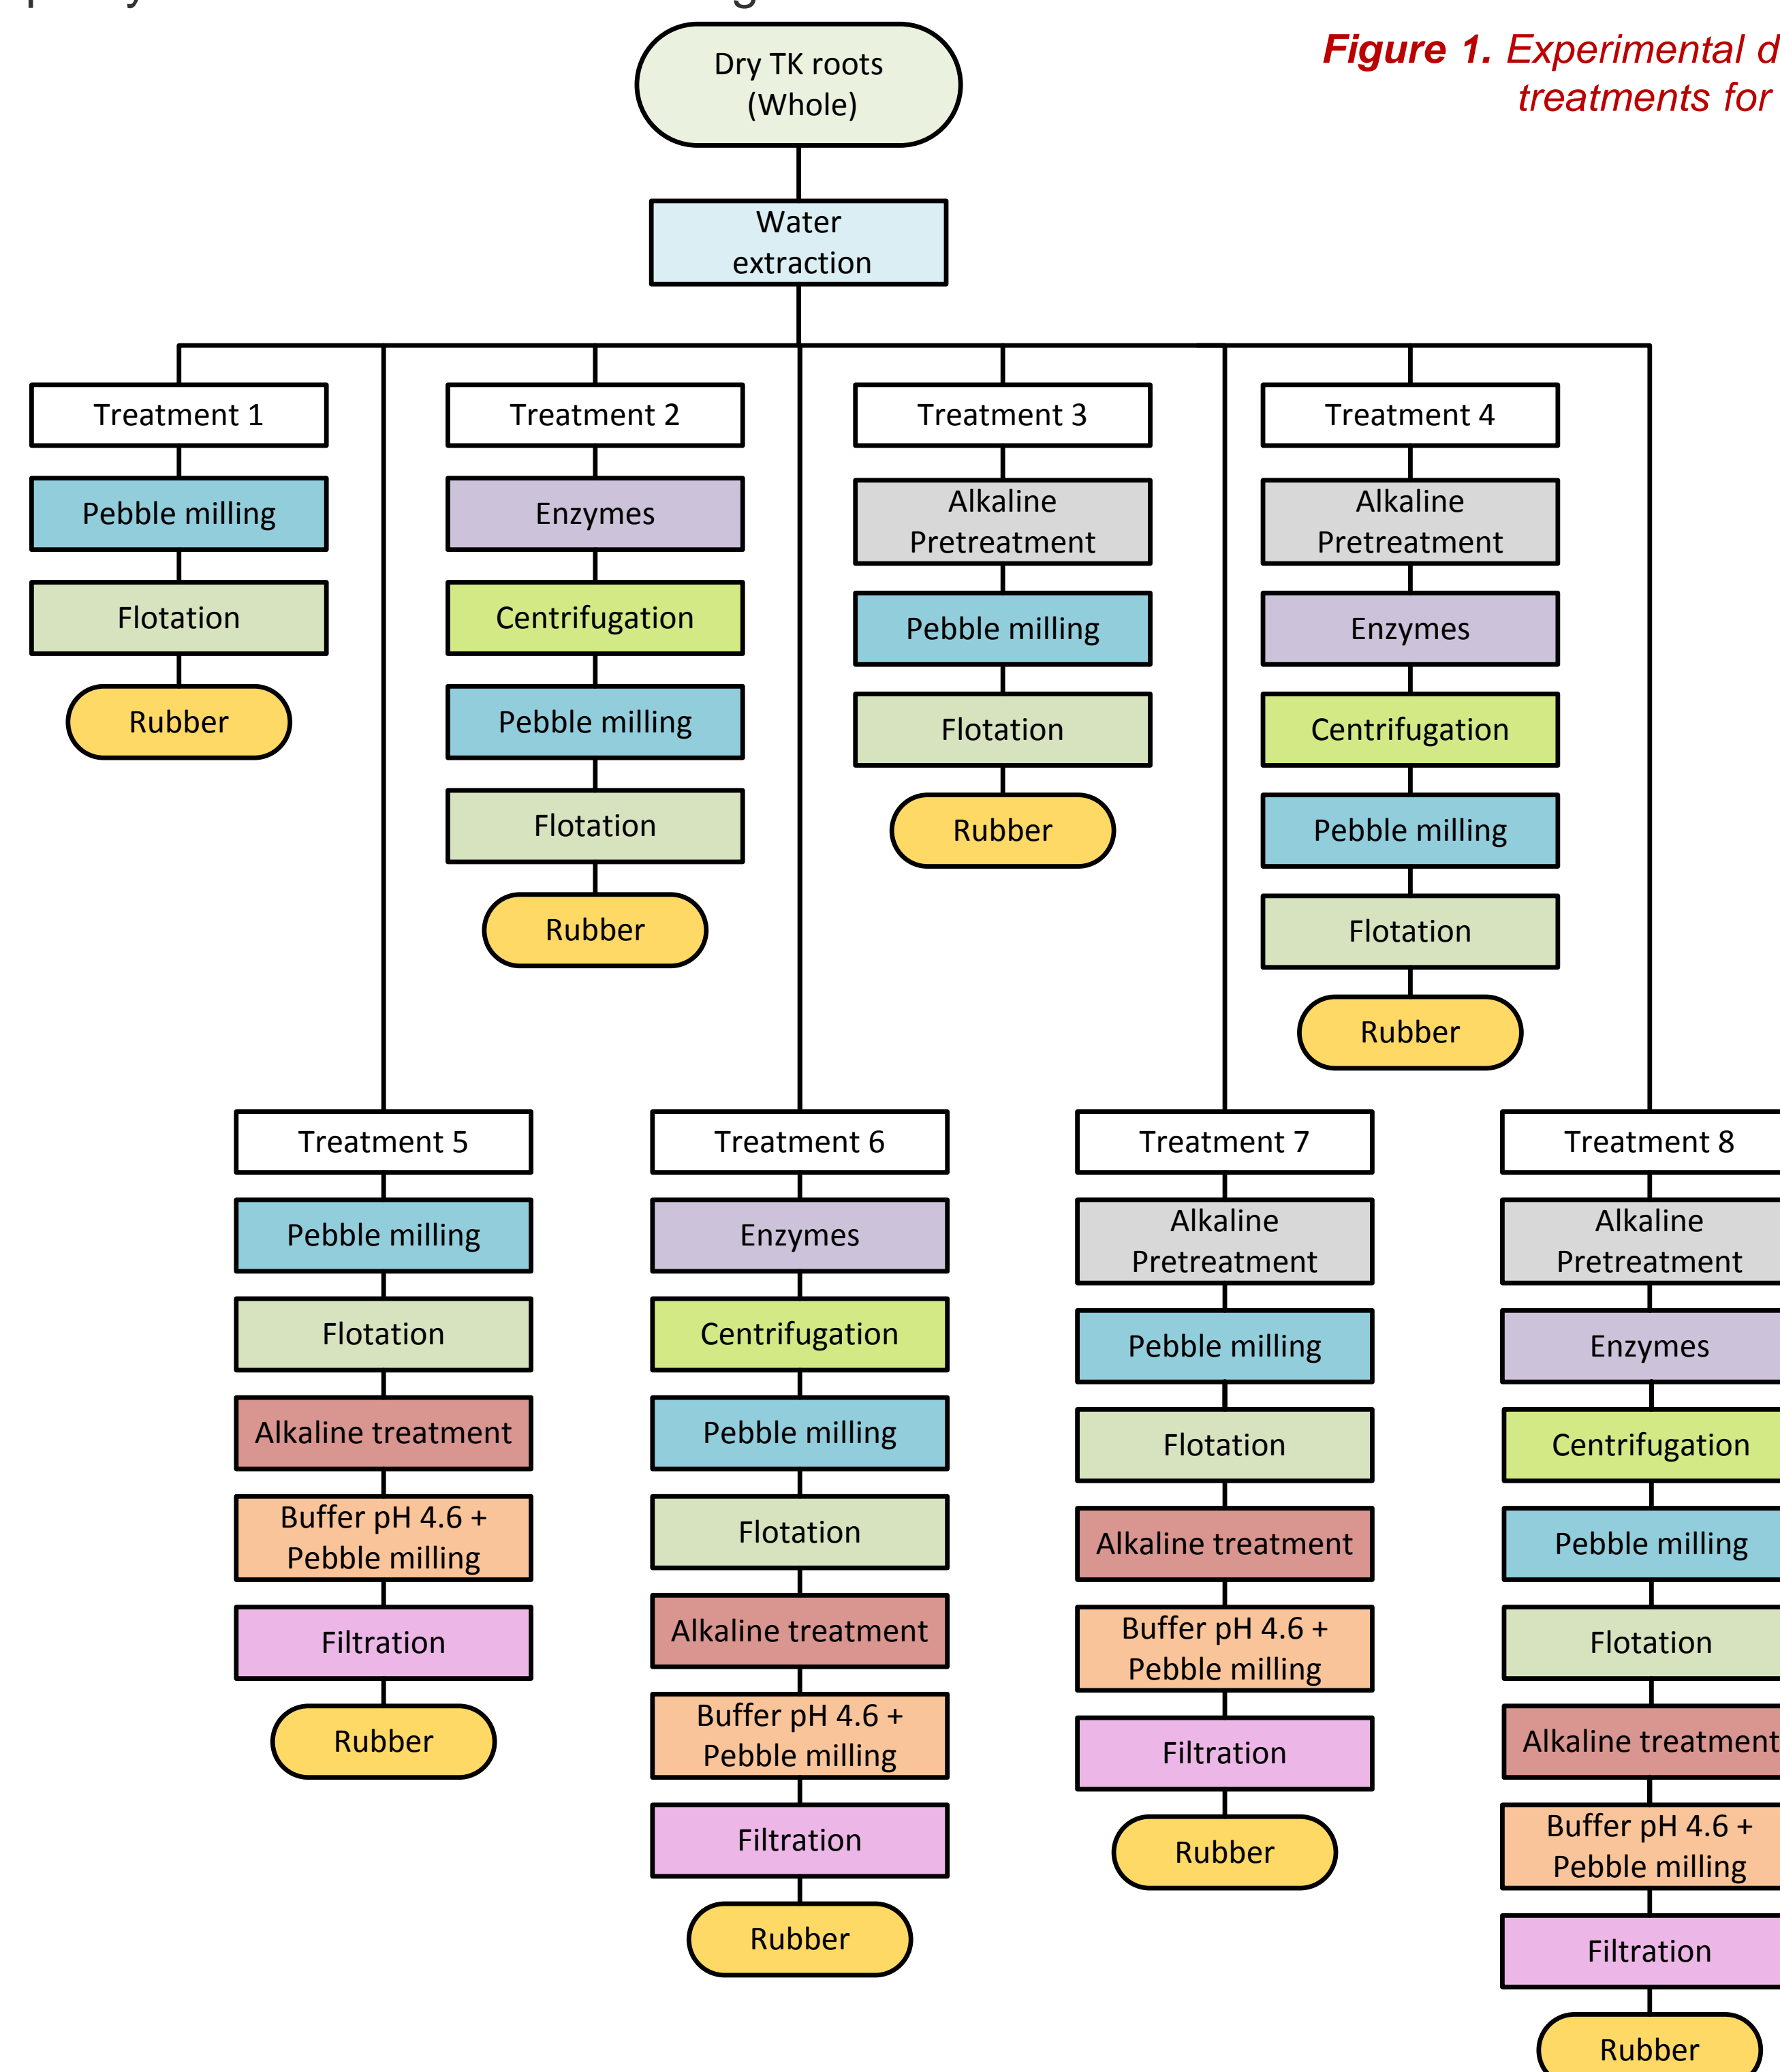 Figure 1. Experimental
treatments for
Dry TK roots
(Whole)
Water
extraction
Treatment 1
Pebble milling
Flotation
Rubber
Treatment 2
Enzymes
Centrifugation
Pebble milling
Flotation
Rubber
Treatment 3
Alkaline
Pretreatment
Pebble milling
Flotation
Rubber
Treatment 4
Alkaline
Pretreatment
Enzymes
Centrifugation
Pebble milling
Flotation
Rubber
Treatment 5
Pebble milling
Flotation
Alkaline treatment
Buffer pH 4.6 +
Pebble milling
Filtration
Rubber
Treatment 6
Enzymes
Centrifugation
Pebble milling
Flotation
Alkaline treatment
Buffer pH 4.6 +
Pebble milling
Filtration
Rubber
Treatment 7
Alkaline
Pretreatment
Pebble milling
Flotation
Alkaline treatment
Buffer pH 4.6 +
Pebble milling
Filtration
Rubber
Treatment 8
Alkaline
Pretreatment
Enzymes
Centrifugation
Pebble milling
Flotation
Alkaline treatment
Buffer pH 4.6 +
Pebble milling
Filtration
Rubber